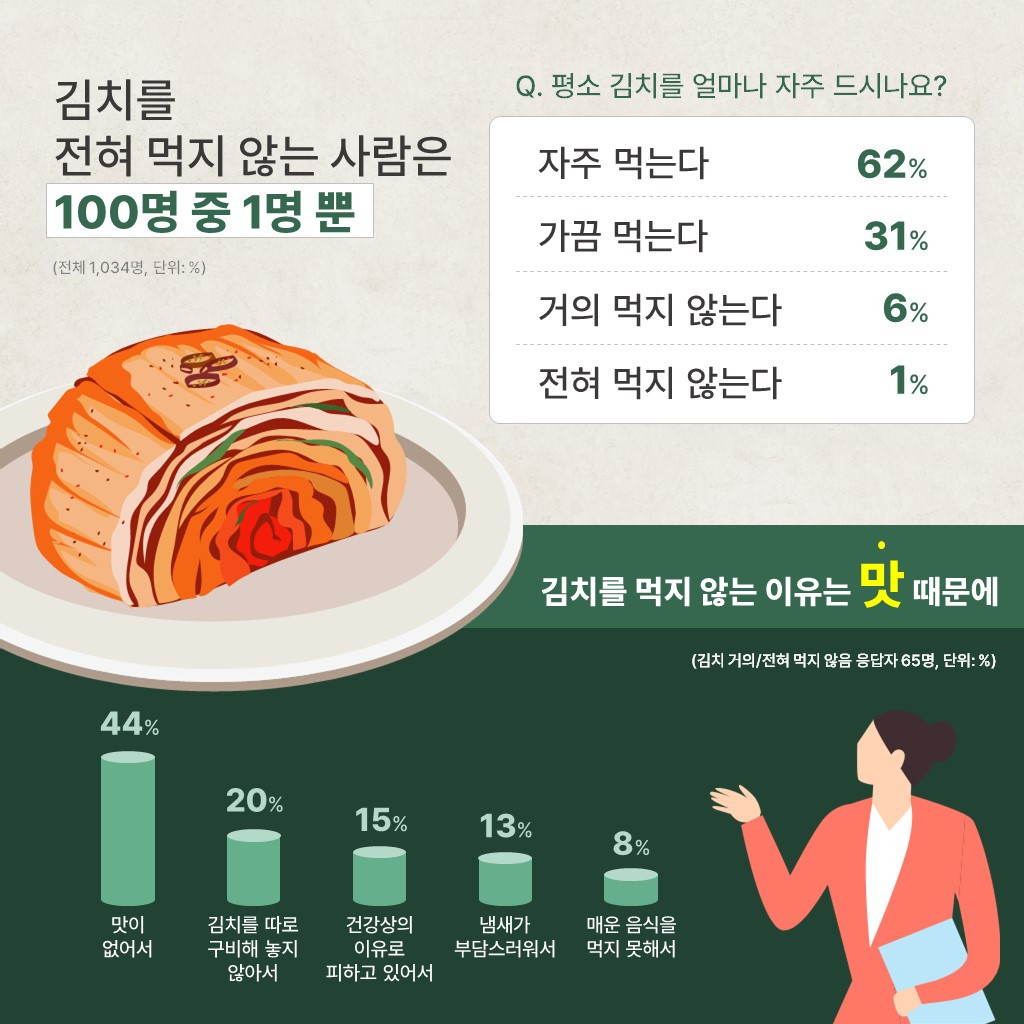 김치를
전혀 먹지 않는 사람은
100명 중 1명 뿐
(전체 1,034명, 단위: %)
Q. 평소 김치를 얼마나 자주 드시나요?
자주 먹는다 62%
가끔 먹는다 31%
거의 먹지 않는다 6%
전혀 먹지 않는다 1%
김치를 먹지 않는 이유는 맛 때문에
(김치 거의/전혀 먹지 않음 응답자 65명, 단위: %)
44%
맛이
없어서
20%
김치를 따로
구비해 놓지
않아서
15%
건강상의
이유로
피하고 있어서
13%
냄새가
부담스러워서
8%
매운 음식을
먹지 못해서